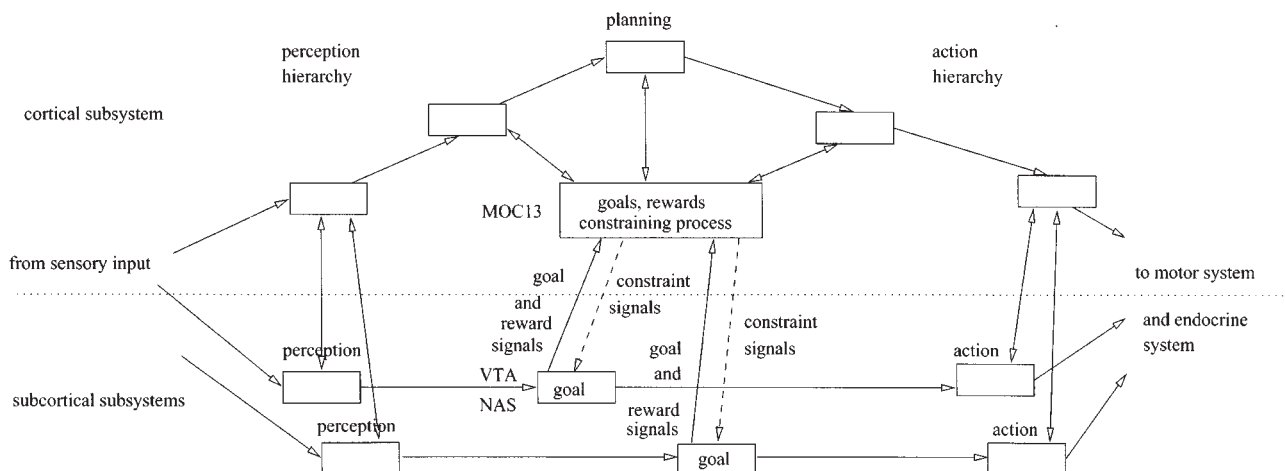 planning
perception
hierarchy
action
hierarchy
cortical subsystem
MOC13
goals, rewards
constraining process
from sensory input
goal
and
reward
signals
constraint
signals
to motor system
constraint
signals
and endocrine
system
perception
VTA
NAS
goal
goal
and
reward
signals
action
subcortical subsystems
perception
goal
action